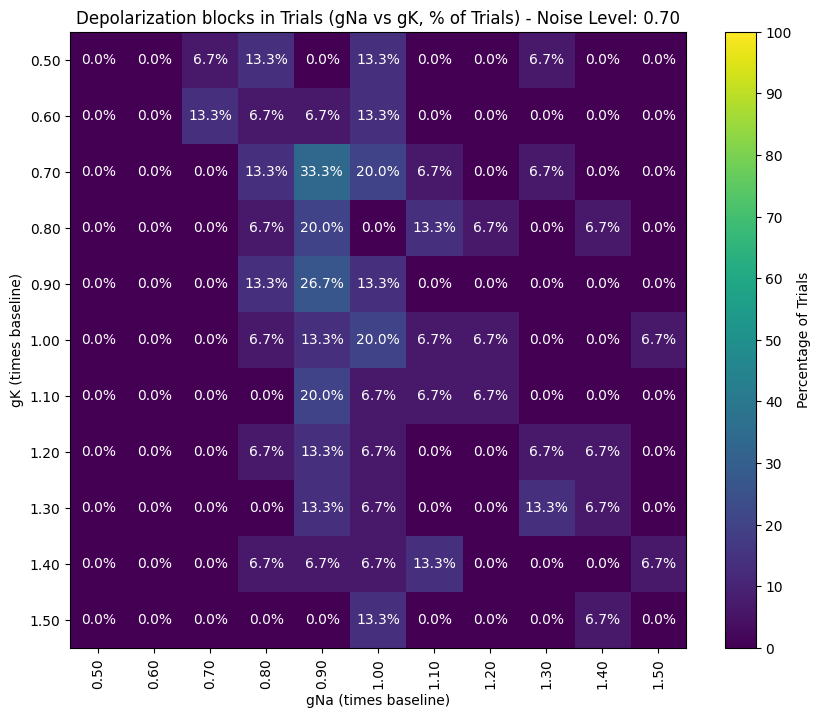 Depolarization blocks in Trials (gNa vs gK, % of Trials) - Noise Level: 0.70
gK (times baseline)
0.50 0.0% 0.0% 6.7% 13.3% 0.0% 13.3% 0.0% 0.0% 6.7% 0.0% 0.0%
0.60 0.0% 0.0% 13.3% 6.7% 6.7% 13.3% 0.0% 0.0% 0.0% 0.0% 0.0%
0.70 0.0% 0.0% 0.0% 13.3% 33.3% 20.0% 6.7% 0.0% 6.7% 0.0% 0.0%
0.80 0.0% 0.0% 0.0% 6.7% 20.0% 0.0% 13.3% 6.7% 0.0% 6.7% 0.0%
0.90 0.0% 0.0% 0.0% 13.3% 26.7% 13.3% 0.0% 0.0% 0.0% 0.0% 0.0%
1.00 0.0% 0.0% 0.0% 6.7% 13.3% 20.0% 6.7% 6.7% 0.0% 0.0% 6.7%
1.10 0.0% 0.0% 0.0% 0.0% 20.0% 6.7% 6.7% 6.7% 0.0% 0.0% 0.0%
1.20 0.0% 0.0% 0.0% 6.7% 13.3% 6.7% 0.0% 0.0% 6.7% 6.7% 0.0%
1.30 0.0% 0.0% 0.0% 0.0% 13.3% 6.7% 0.0% 0.0% 13.3% 6.7% 0.0%
1.40 0.0% 0.0% 0.0% 6.7% 6.7% 6.7% 13.3% 0.0% 0.0% 0.0% 6.7%
1.50 0.0% 0.0% 0.0% 0.0% 0.0% 13.3% 0.0% 0.0% 0.0% 6.7% 0.0%
0.50 0.60 0.70 0.80 0.90 1.00 1.10 1.20 1.30 1.40 1.50
gNa (times baseline)
100
90
80
70
60
50
40
30
20
10
0
Percentage of Trials